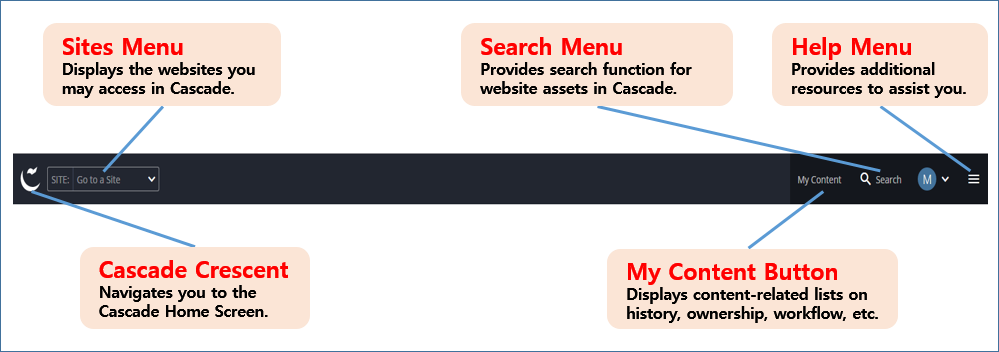 Sites Menu
Displays the websites you
may access in Cascade.
Search Menu
Provides search function for
website assets in Cascade.
Help Menu
Provides additional
resources to assist you.
SITE: Go to a Site
My Content
Search
M
Cascade Crescent
Navigates you to the
Cascade Home Screen.
My Content Button
Displays content-related lists on
history, ownership, workflow, etc.